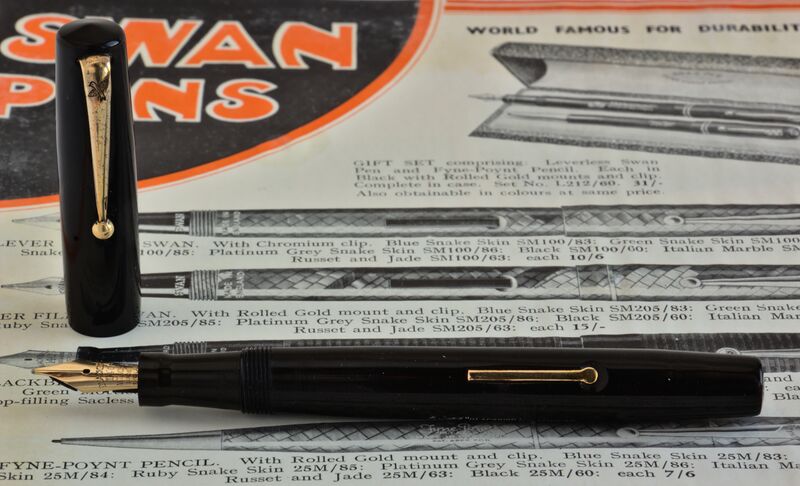 SWAN
PENS
WORLD FAMOUS FOR DURABILIT
GIFT SET comprising: Leverless Swan
Pen and Fyne-Poynt Pencil. Each in
Black with Rolled Gold mounts and clip.
Complete in case. Set No. L212/60. 31/-
Also obtainable in colours at same price.
LEVER SWAN. With Chromium clip. Blue Snake Skin SM100/83: Green Snake Skin SM100
Snake /85: Platinum Grey Snake Skin SM100/86: Black SM100/60: Italian Marble SM
Russet and Jade SM100/63: each 10/6
SWAN
MADE IN
ENGLAND
ER FIL SWAN. With Rolled Gold mount and clip. Blue Snake Skin SM205/83: Green Snake
Ruby Snak SM205/85: Platinum Grey Snake Skin SM205/86: Black SM205/60: Italian Mar
Russet and Jade SM205/63: each 15/-
LACKB
Green M
op-filling Sacless
FYNE-POYNT PENCIL. With Rolled Gold mount and clip. Blue Snake Skin 25M/83:
Skin 25M/84: Ruby Snake Skin 25M/85: Platinum Grey Snake Skin 25M/86: Italian
Russet and Jade 25M/63: Black 25M/60: each 7/6